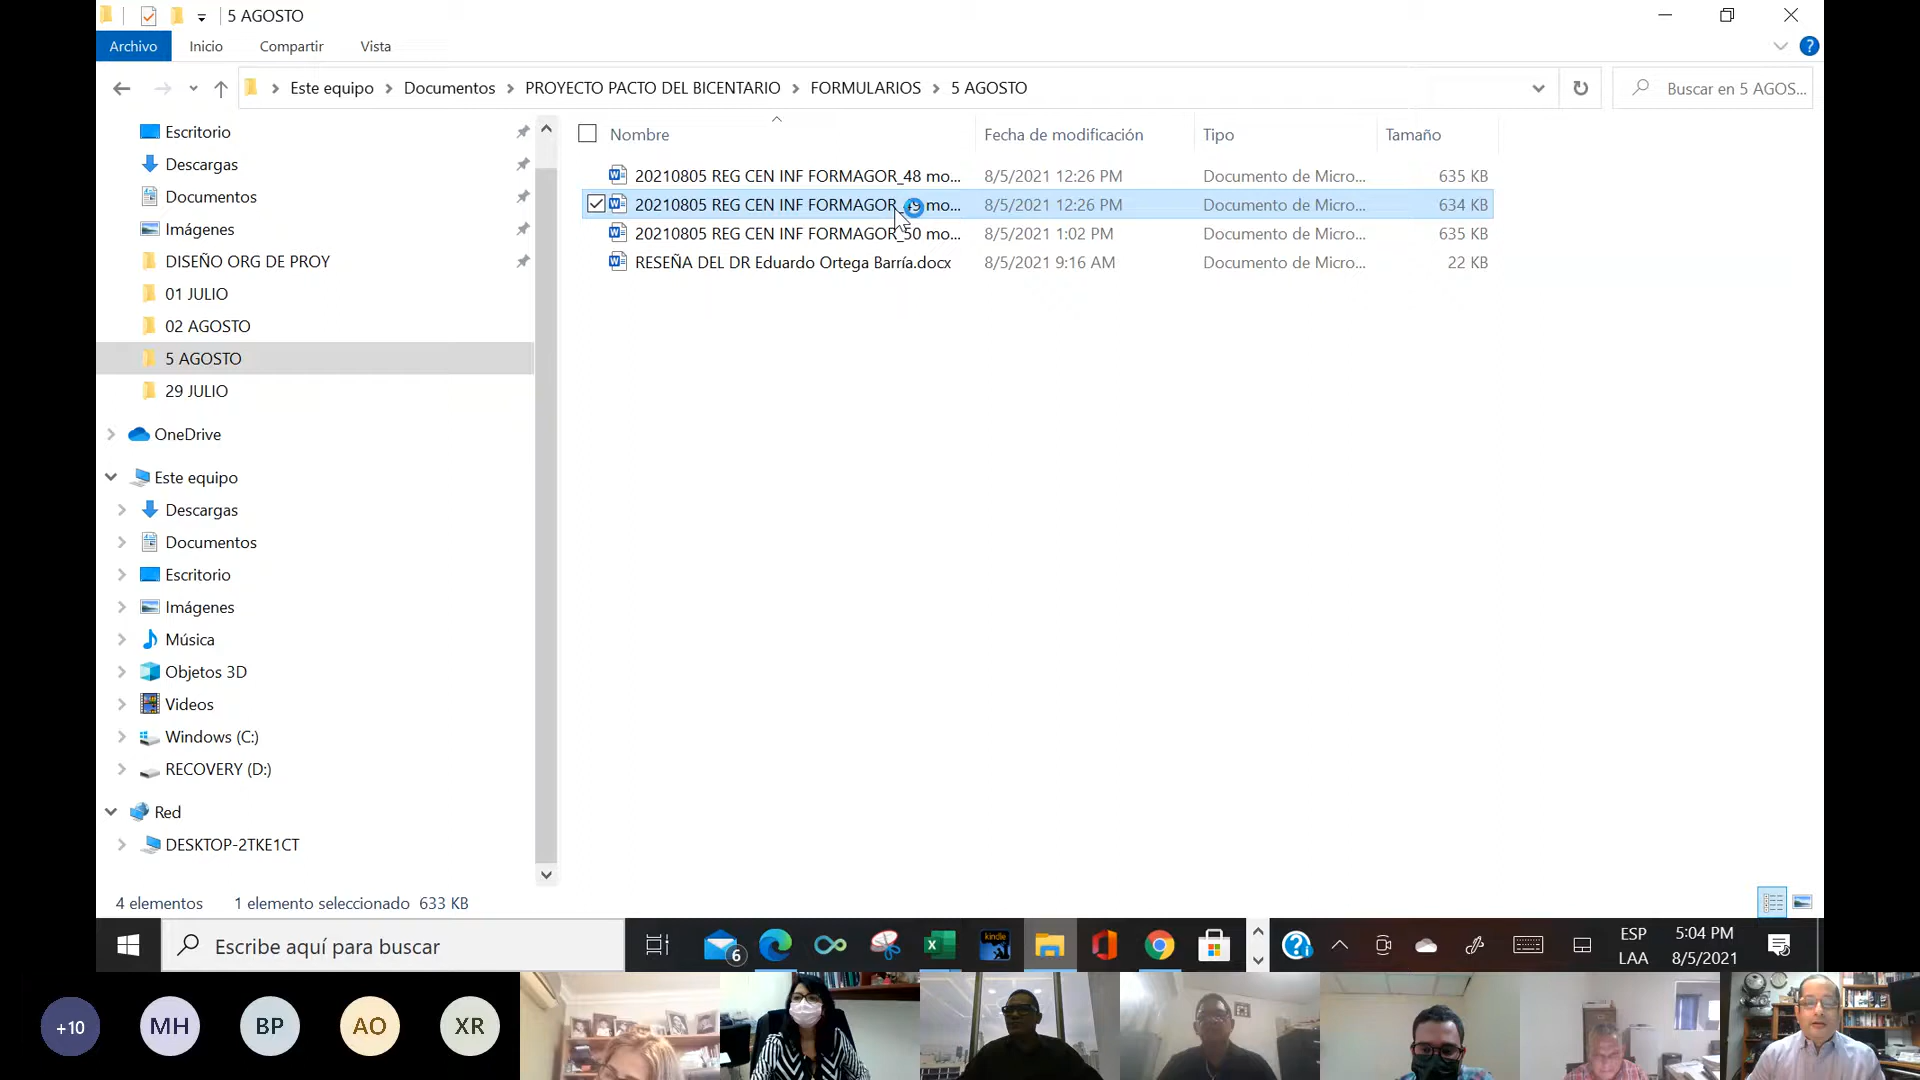 5 AGOSTO
Archivo Inicio Compartir Vista
Este equipo Documentos PROYECTO PACTO DEL BICENTARIO FORMULARIOS 5 AGOSTO
Buscar en 5 AGOS...
Nombre Fecha de modificación Tipo Tamaño
20210805 REG CEN INF FORMAGOR_48 mo... 8/5/2021 12:26 PM Documento de Micro... 635 KB
20210805 REG CEN INF FORMAGOR_49 mo... 8/5/2021 12:26 PM Documento de Micro... 634 KB
20210805 REG CEN INF FORMAGOR_50 mo... 8/5/2021 1:02 PM Documento de Micro... 635 KB
RESEÑA DEL DR Eduardo Ortega Barría.docx 8/5/2021 9:16 AM Documento de Micro... 22 KB
Escritorio
Descargas
Documentos
Imágenes
DISEÑO ORG DE PROY
01 JULIO
02 AGOSTO
5 AGOSTO
29 JULIO
OneDrive
Este equipo
Descargas
Documentos
Escritorio
Imágenes
Música
Objetos 3D
Videos
Windows (C:)
RECOVERY (D:)
Red
DESKTOP-2TKE1CT
4 elementos 1 elemento seleccionado 633 KB
Escribe aquí para buscar
6
kindle
ESP
LAA
5:04 PM
8/5/2021
+10 MH BP AO XR